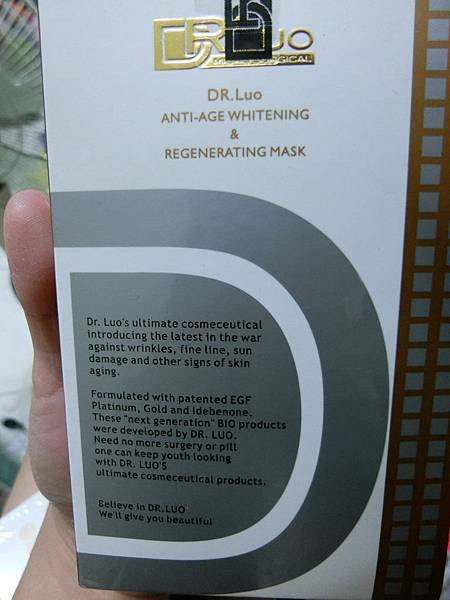 DR.Luo
ANTI-AGE WHITENING
&
REGENERATING MASK
Dr. Luo's ultimate cosmeceutical
introducing the latest in the war
against wrinkles, fine line, sun
damage and other signs of skin
aging.
Formulated with patented EGF
Platinum, Gold and Idebenone.
These "next generation" BIO products
were developed by DR. LUO.
Need no more surgery or pill
one can keep youth looking
with DR. LUO'S
ultimate cosmeceutical products.
Believe in DR.LUO
We'll give you beautiful